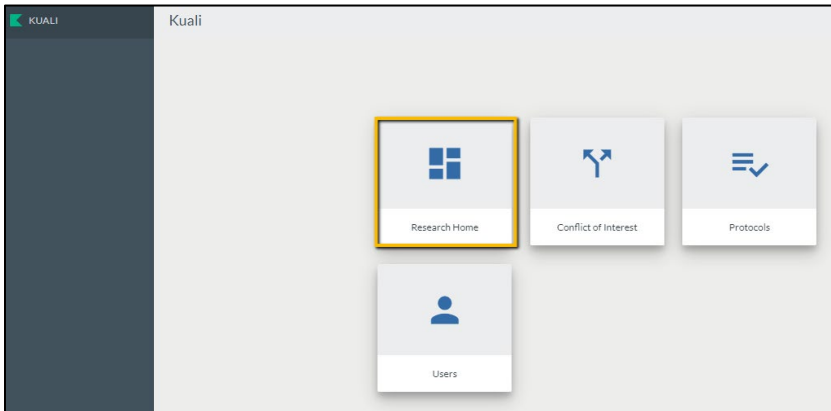 KUALI
Kuali
Research Home
Conflict of Interest
Protocols
Users